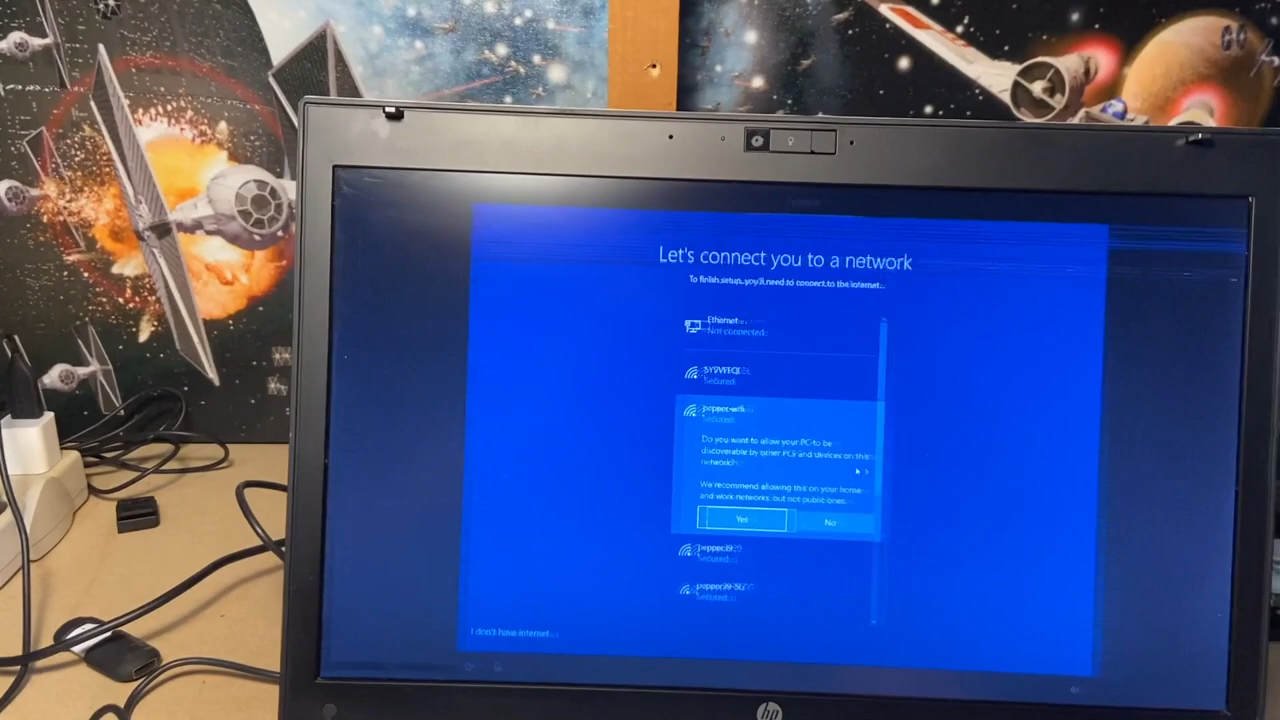 Let's connect you to a network
To finish setup, you'll need to connect to the Internet.
Ethernet
Not connected
Secured
pepper-wifi
Secured
Do you want to allow your PC to be
discoverable by other PCs and devices on this
network?
We recommend allowing this on your home
and work networks, but not public ones.
Yes
No
Secured
Secured
I don't have internet
hp